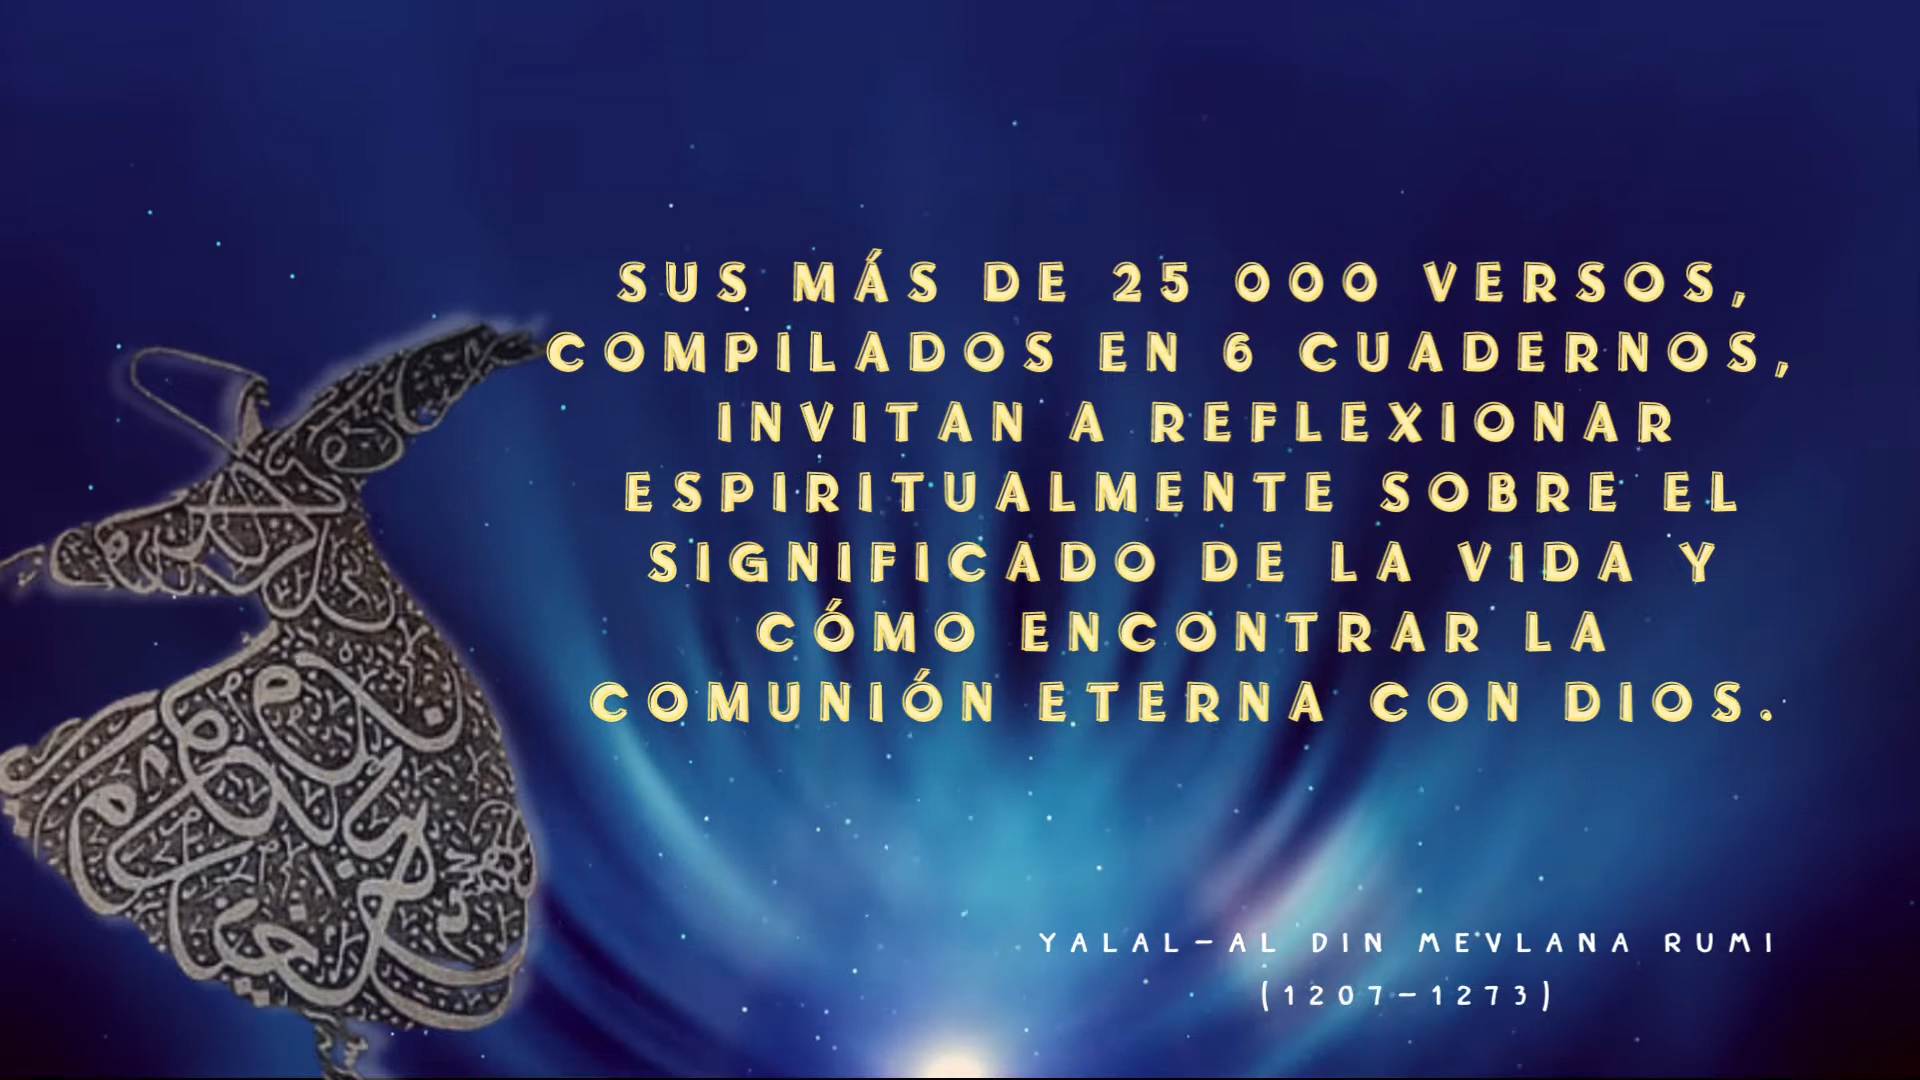 SUS MÁS DE 25 000 VERSOS,
COMPILADOS EN 6 CUADERNOS,
INVITAN A REFLEXIONAR
ESPIRITUALMENTE SOBRE EL
SIGNIFICADO DE LA VIDA Y
CÓMO ENCONTRAR LA
COMUNIÓN ETERNA CON DIOS.
YALAL-AL DIN MEVLANA RUMI
(1207-1273)